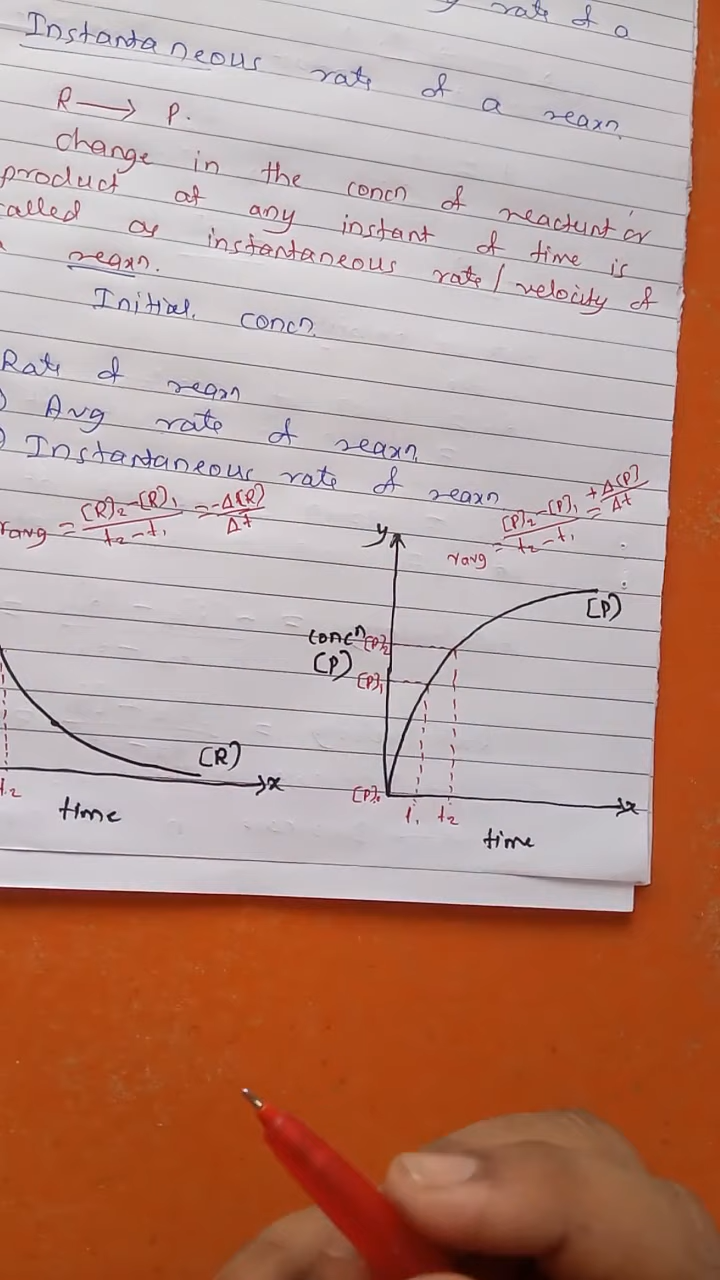 rate of a
Instantaneous rate of a reaxn
R → P.
change in the concn of reactant or
product at any instant of time is
called as instantaneous rate / velocity of
a reaxn.
Initial concn
Rate of reaxn
) Avg rate of reaxn
) Instantaneous rate of reaxn
ravg = [R]₂-[R]₁ / t₂-t₁ = -Δ[R] / Δt
ravg = [P]₂-[P]₁ / t₂-t₁ = +Δ[P] / Δt
y
[P]
concⁿ [P]₂
[P] [P]₁
[R]
[P]₀
x
x
t₂
t₁ t₂
time
time